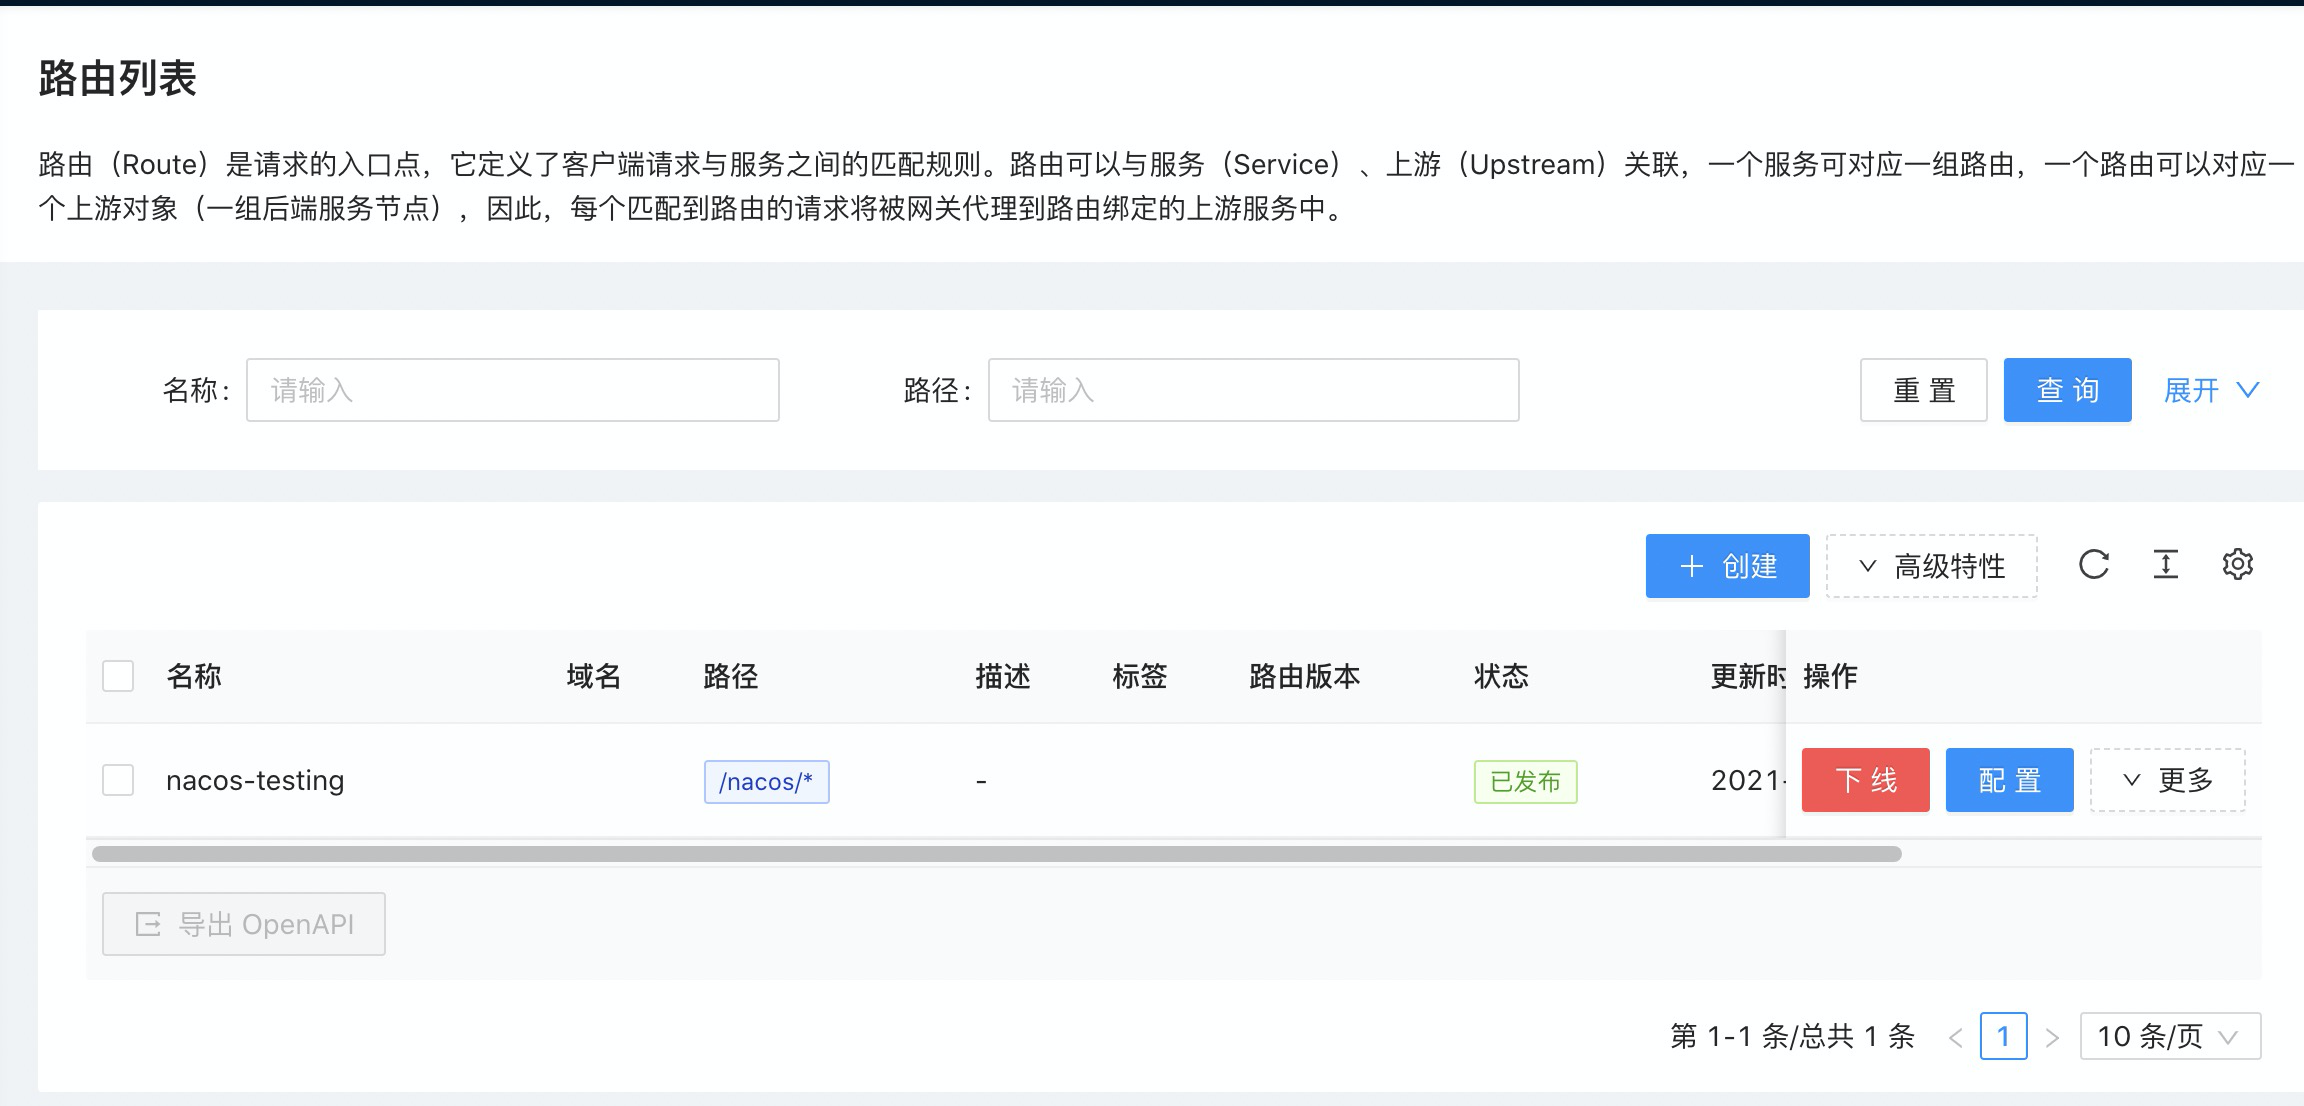 路由列表
路由（Route）是请求的入口点，它定义了客户端请求与服务之间的匹配规则。路由可以与服务（Service）、上游（Upstream）关联，一个服务可对应一组路由，一个路由可以对应一
个上游对象（一组后端服务节点），因此，每个匹配到路由的请求将被网关代理到路由绑定的上游服务中。
名称: 请输入 路径: 请输入 重 置 查 询 展开
创建 高级特性
名称 域名 路径 描述 标签 路由版本 状态 更新时 操作
nacos-testing /nacos/* - 已发布 2021- 下 线 配 置 更多
导出 OpenAPI
第 1-1 条/总共 1 条 < 1 > 10 条/页